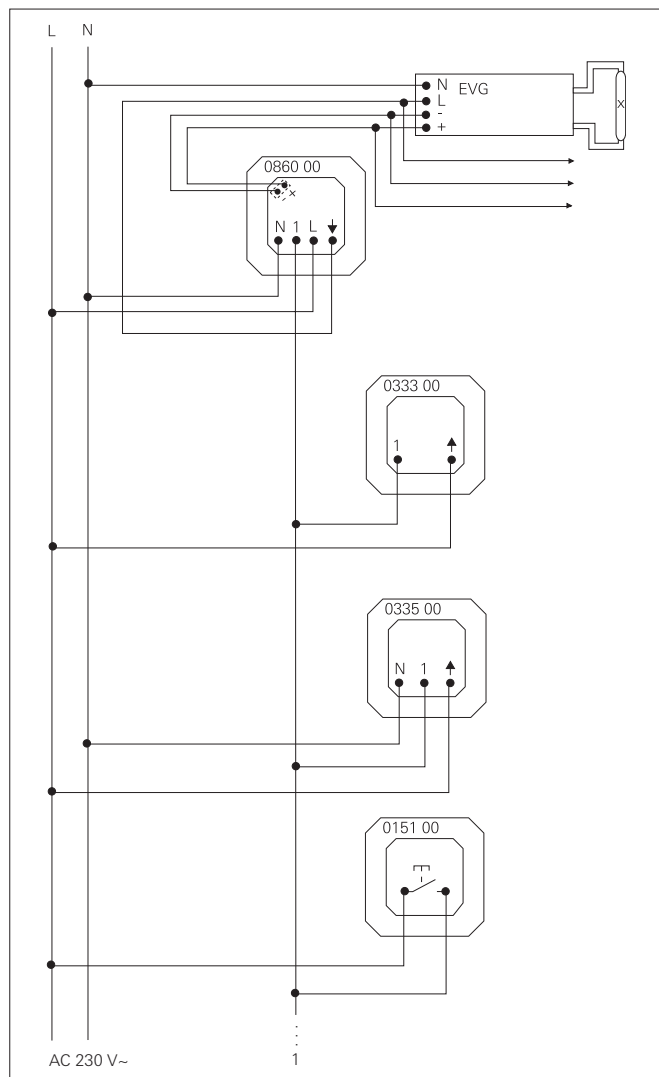 L N
N EVG
L
-
+
0860 00
N 1 L
0333 00
1
0335 00
N 1
0151 00
AC 230 V~ 1